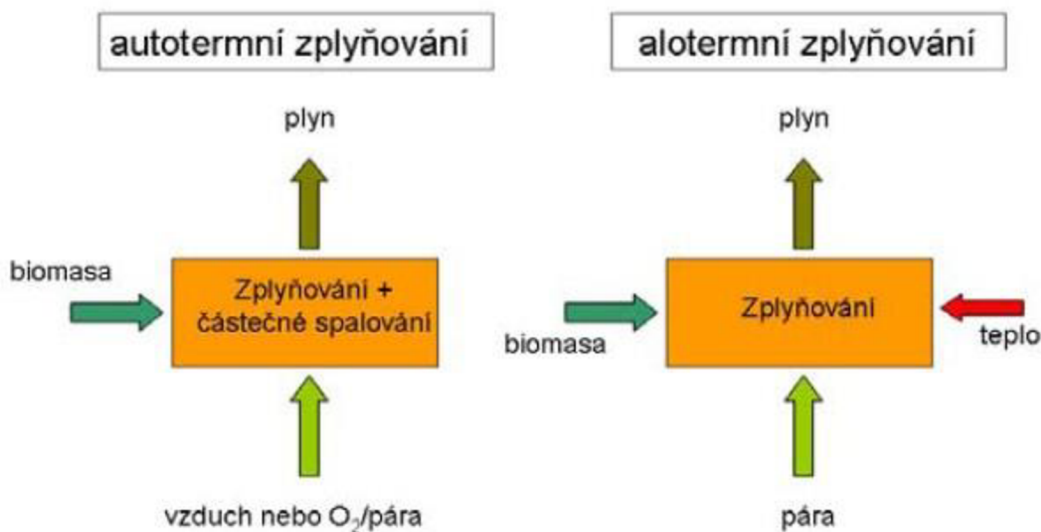 autotermní zplyňování
alotermní zplyňování
plyn
plyn
biomasa
Zplyňování +
částečné spalování
biomasa
Zplyňování
teplo
vzduch nebo O₂/pára
pára